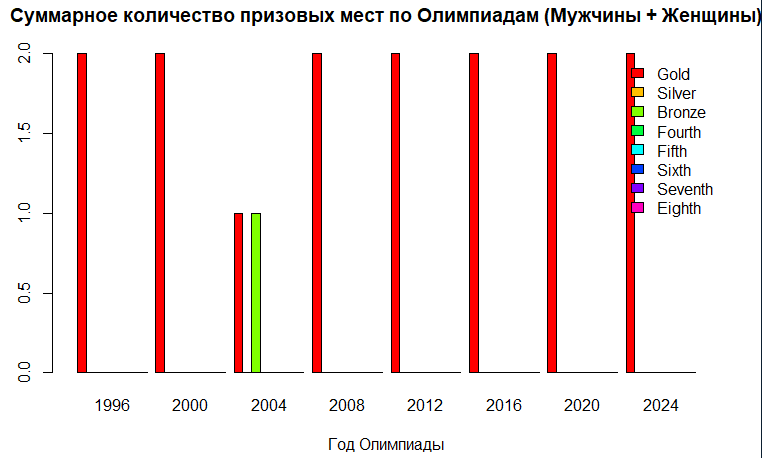 Суммарное количество призовых мест по Олимпиадам (Мужчины + Женщины)
2.0
1.5
1.0
0.5
0.0
Gold
Silver
Bronze
Fourth
Fifth
Sixth
Seventh
Eighth
1996 2000 2004 2008 2012 2016 2020 2024
Год Олимпиады